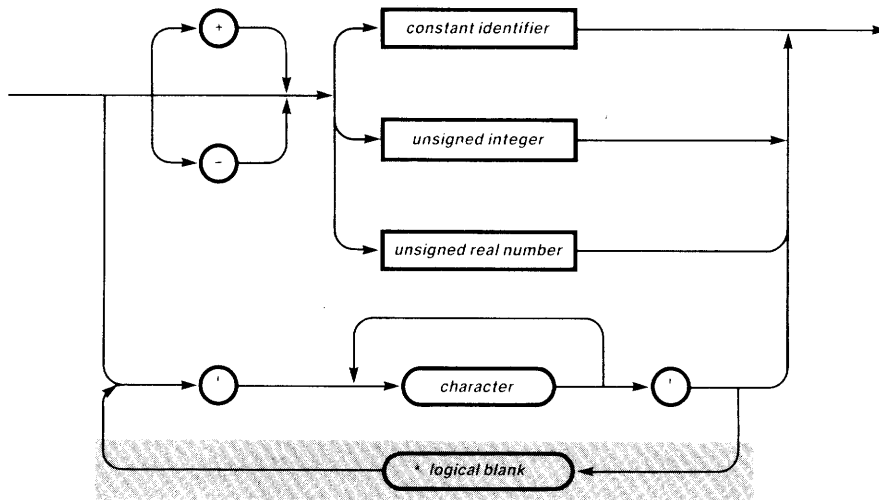 +
constant identifier
unsigned integer
-
unsigned real number
'
character
'
* logical blank